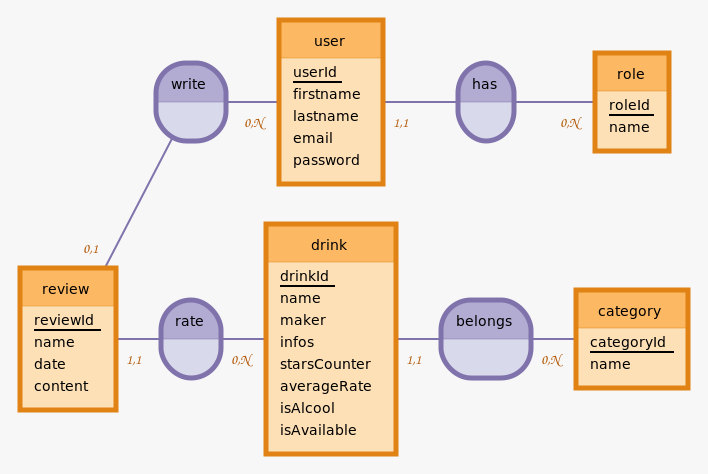 user
userId
firstname
lastname
email
password
write
has
role
roleId
name
0,N
1,1
0,N
0,1
review
reviewId
name
date
content
rate
1,1
0,N
drink
drinkId
name
maker
infos
starsCounter
averageRate
isAlcool
isAvailable
belongs
1,1
0,N
category
categoryId
name